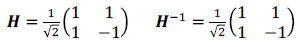 H = 1/√2 (1 1
1 −1) H⁻¹ = 1/√2 (1 1
1 −1)